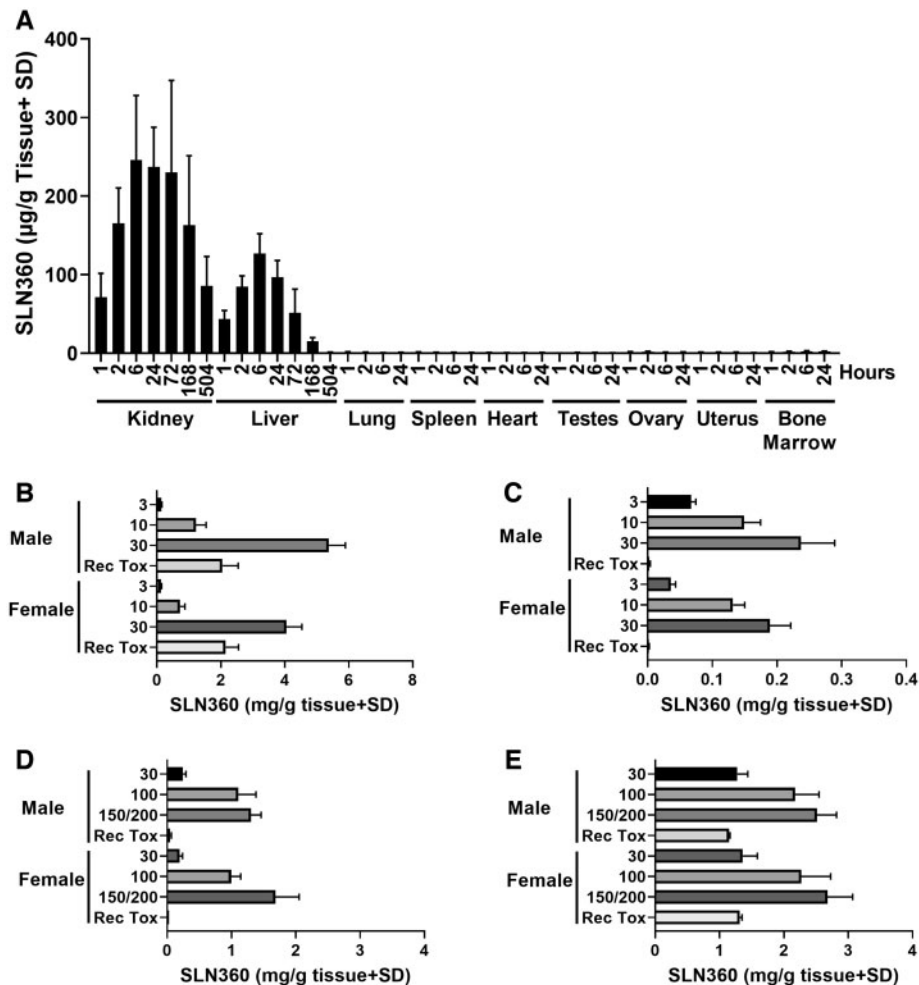 A
SLN360 (µg/g Tissue+ SD)
400
300
200
100
0
1 2 6 24 72 168 504 1 2 6 24 72 168 504 1 2 6 24 1 2 6 24 1 2 6 24 1 2 6 24 1 2 6 24 1 2 6 24 1 2 6 24 Hours
Kidney Liver Lung Spleen Heart Testes Ovary Uterus Bone
Marrow
B
Male
3
10
30
Rec Tox
Female
3
10
30
Rec Tox
0 2 4 6 8
SLN360 (mg/g tissue+SD)
C
Male
3
10
30
Rec Tox
Female
3
10
30
Rec Tox
0.0 0.1 0.2 0.3 0.4
SLN360 (mg/g tissue+SD)
D
Male
30
100
150/200
Rec Tox
Female
30
100
150/200
Rec Tox
0 1 2 3 4
SLN360 (mg/g tissue+SD)
E
Male
30
100
150/200
Rec Tox
Female
30
100
150/200
Rec Tox
0 1 2 3 4
SLN360 (mg/g tissue+SD)